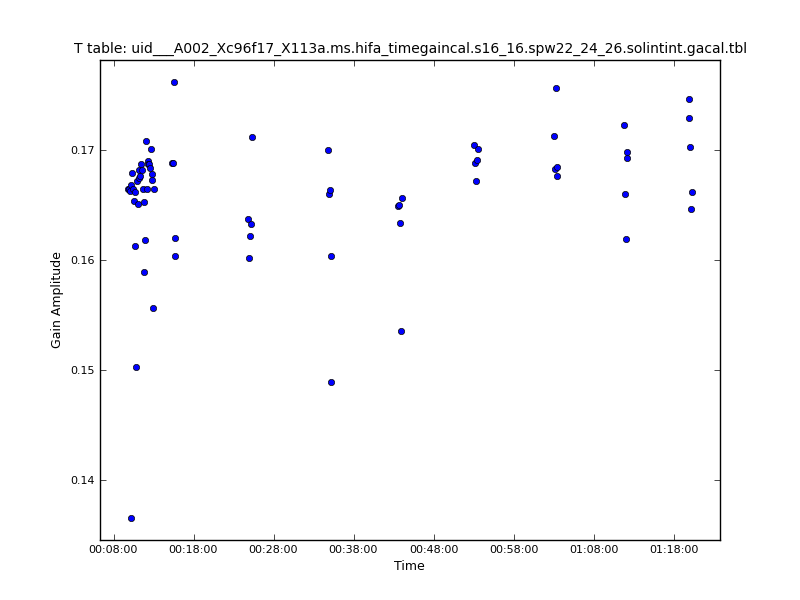 T table: uid___A002_Xc96f17_X113a.ms.hifa_timegaincal.s16_16.spw22_24_26.solintint.gacal.tbl
0.17
0.16
0.15
0.14
Gain Amplitude
00:08:00 00:18:00 00:28:00 00:38:00 00:48:00 00:58:00 01:08:00 01:18:00
Time